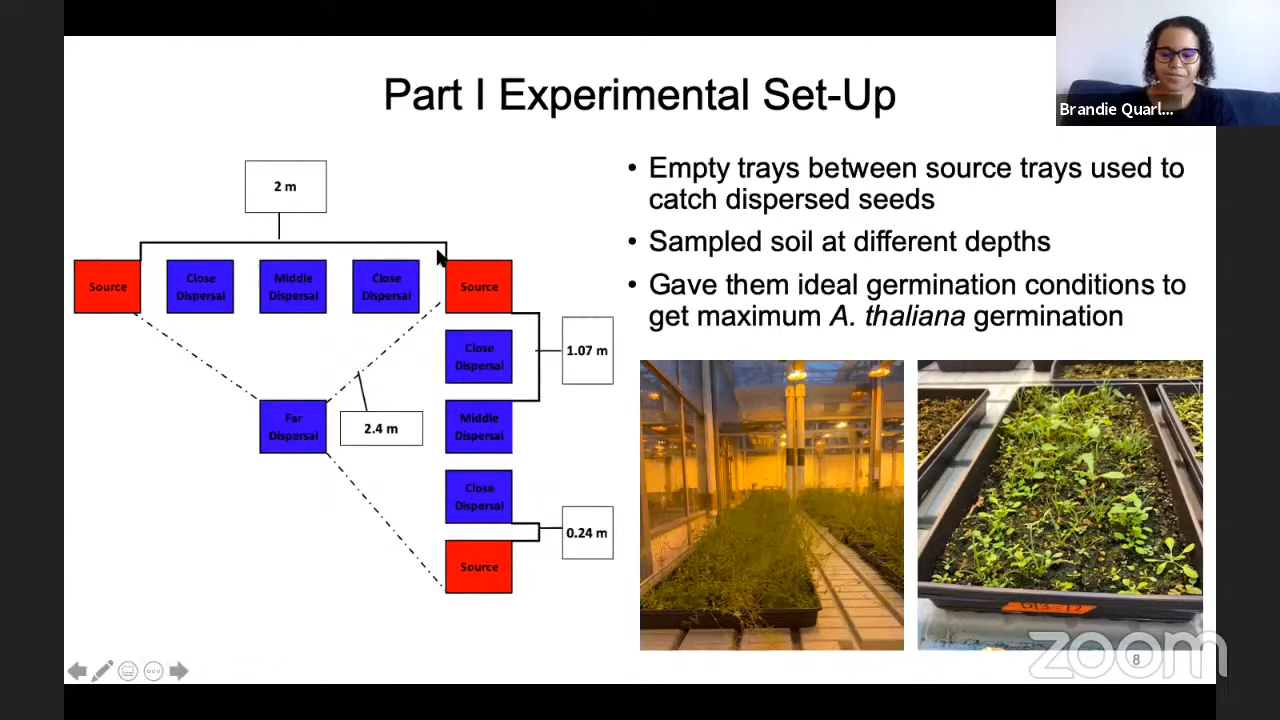 Part I Experimental Set-Up
Brandie Quarl...
2 m
Source
Close
Dispersal
Middle
Dispersal
Close
Dispersal
Source
Close
Dispersal
1.07 m
Far
Dispersal
2.4 m
Middle
Dispersal
Close
Dispersal
0.24 m
Source
• Empty trays between source trays used to
catch dispersed seeds
• Sampled soil at different depths
• Gave them ideal germination conditions to
get maximum A. thaliana germination
zoom
8